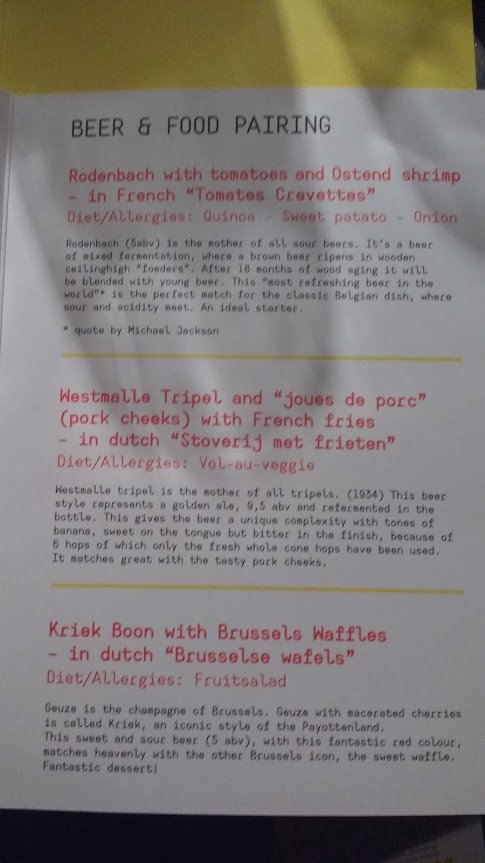 BEER & FOOD PAIRING
Rodenbach with tomatoes and Ostend shrimp
- in French “Tomates Crevettes”
Diet/Allergies: Quinoa - Sweet patato - Onion
Rodenbach (5abv) is the mother of all sour beers. It's a beer
of mixed fermentation, where a brown beer ripens in wooden
ceilinghigh “foeders”. After 18 months of wood aging it will
be blended with young beer. This “most refreshing beer in the
world”* is the perfect match for the classic Belgian dish, where
sour and acidity meet. An ideal starter.
* quote by Michael Jackson
Westmalle Tripel and “joues de porc”
(pork cheeks) with French fries
- in dutch “Stoverij met frieten”
Diet/Allergies: Vol-au-veggie
Westmalle tripel is the mother of all tripels. (1934) This beer
style represents a golden ale, 9,5 abv and refermented in the
bottle. This gives the beer a unique complexity with tones of
banana, sweet on the tongue but bitter in the finish, because of
6 hops of which only the fresh whole cone hops have been used.
It matches great with the tasty pork cheeks.
Kriek Boon with Brussels Waffles
- in dutch “Brusselse wafels”
Diet/Allergies: Fruitsalad
Geuze is the champagne of Brussels. Geuze with macerated cherries
is called Kriek, an iconic style of the Payottenland.
This sweet and sour beer (5 abv), with this fantastic red colour,
matches heavenly with the other Brussels icon, the sweet waffle.
Fantastic dessert!